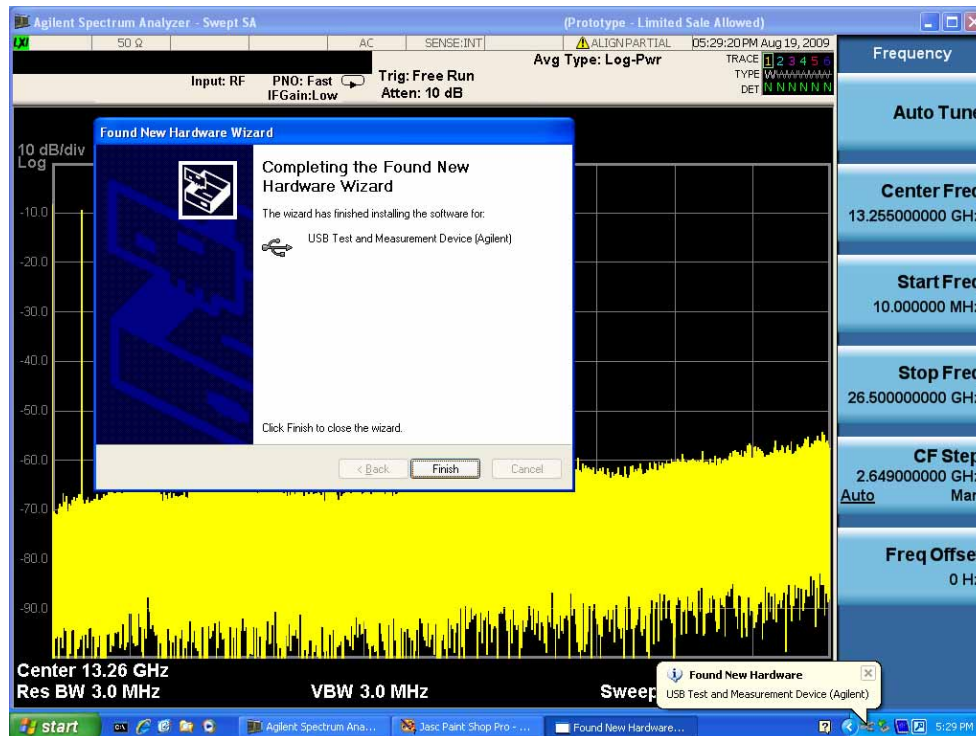 Agilent Spectrum Analyzer - Swept SA (Prototype - Limited Sale Allowed)
LXI 50 Ω AC SENSE:INT ALIGN PARTIAL 05:29:20 PM Aug 19, 2009
Input: RF PNO: Fast IFGain:Low Trig: Free Run Atten: 10 dB Avg Type: Log-Pwr
TRACE 1 2 3 4 5 6
TYPE
DET N N N N N N
10 dB/div
Log
-10.0
-20.0
-30.0
-40.0
-50.0
-60.0
-70.0
-80.0
-90.0
Found New Hardware Wizard
Completing the Found New
Hardware Wizard
The wizard has finished installing the software for:
USB Test and Measurement Device (Agilent)
Click Finish to close the wizard.
< Back Finish Cancel
Center 13.26 GHz
Res BW 3.0 MHz VBW 3.0 MHz Sweep
Found New Hardware
USB Test and Measurement Device (Agilent)
Frequency
Auto Tune
Center Freq
13.255000000 GHz
Start Freq
10.000000 MHz
Stop Freq
26.500000000 GHz
CF Step
2.649000000 GHz
Auto Man
Freq Offset
0 Hz
start Agilent Spectrum Ana... Jasc Paint Shop Pro - ... Found New Hardware... 5:29 PM